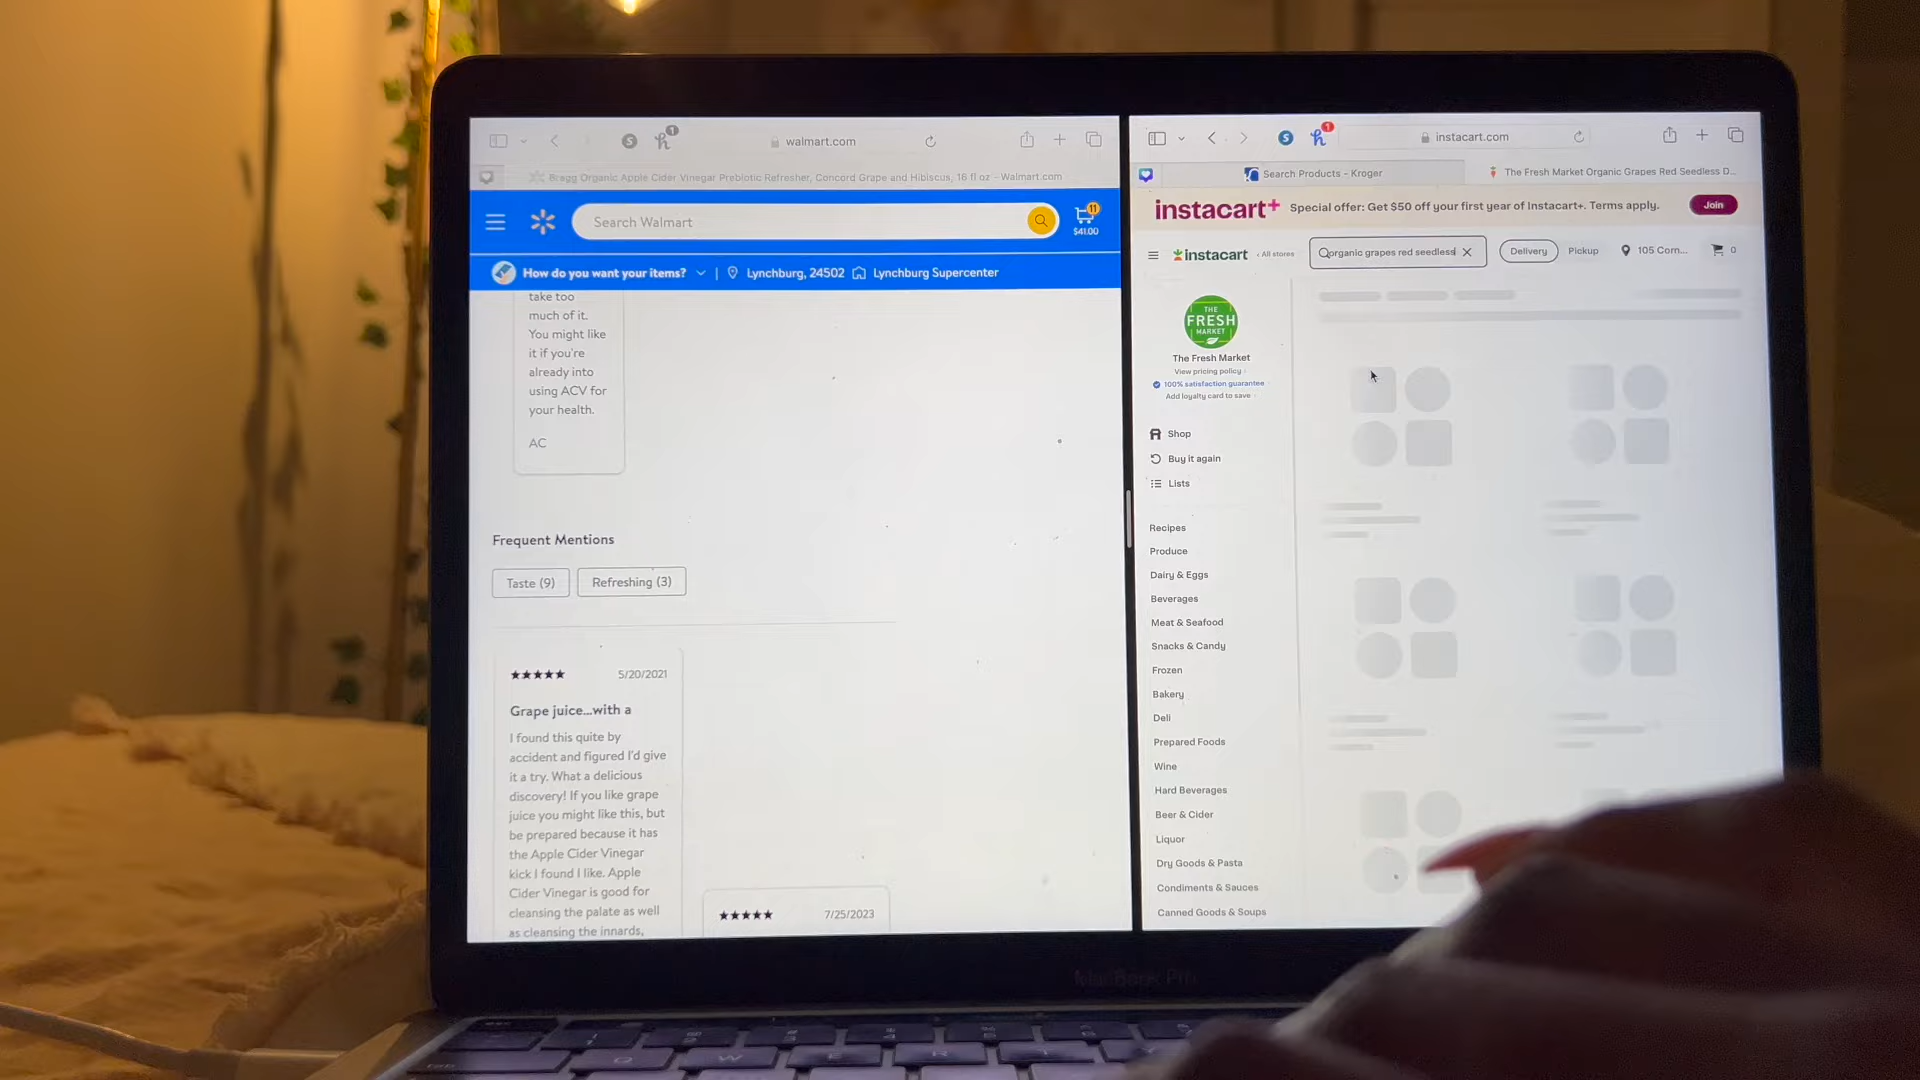 walmart.com
Bragg Organic Apple Cider Vinegar Prebiotic Refresher, Concord Grape and Hibiscus, 16 fl oz - Walmart.com
Search Walmart
11
$41.00
How do you want your items?
Lynchburg, 24502
Lynchburg Supercenter
take too
much of it.
You might like
it if you're
already into
using ACV for
your health.
AC
Frequent Mentions
Taste (9)
Refreshing (3)
★★★★★ 5/20/2021
Grape juice...with a
I found this quite by
accident and figured I'd give
it a try. What a delicious
discovery! If you like grape
juice you might like this, but
be prepared because it has
the Apple Cider Vinegar
kick I found I like. Apple
Cider Vinegar is good for
cleansing the palate as well
as cleansing the innards,
★★★★★ 7/25/2023
instacart.com
Search Products - Kroger
The Fresh Market Organic Grapes Red Seedless D...
instacart+ Special offer: Get $50 off your first year of Instacart+. Terms apply. Join
instacart
All stores
organic grapes red seedless
Delivery
Pickup
105 Com...
0
THE
FRESH
MARKET
The Fresh Market
View pricing policy
100% satisfaction guarantee
Add loyalty card to save
Shop
Buy it again
Lists
Recipes
Produce
Dairy & Eggs
Beverages
Meat & Seafood
Snacks & Candy
Frozen
Bakery
Deli
Prepared Foods
Wine
Hard Beverages
Beer & Cider
Liquor
Dry Goods & Pasta
Condiments & Sauces
Canned Goods & Soups
MacBook Pro